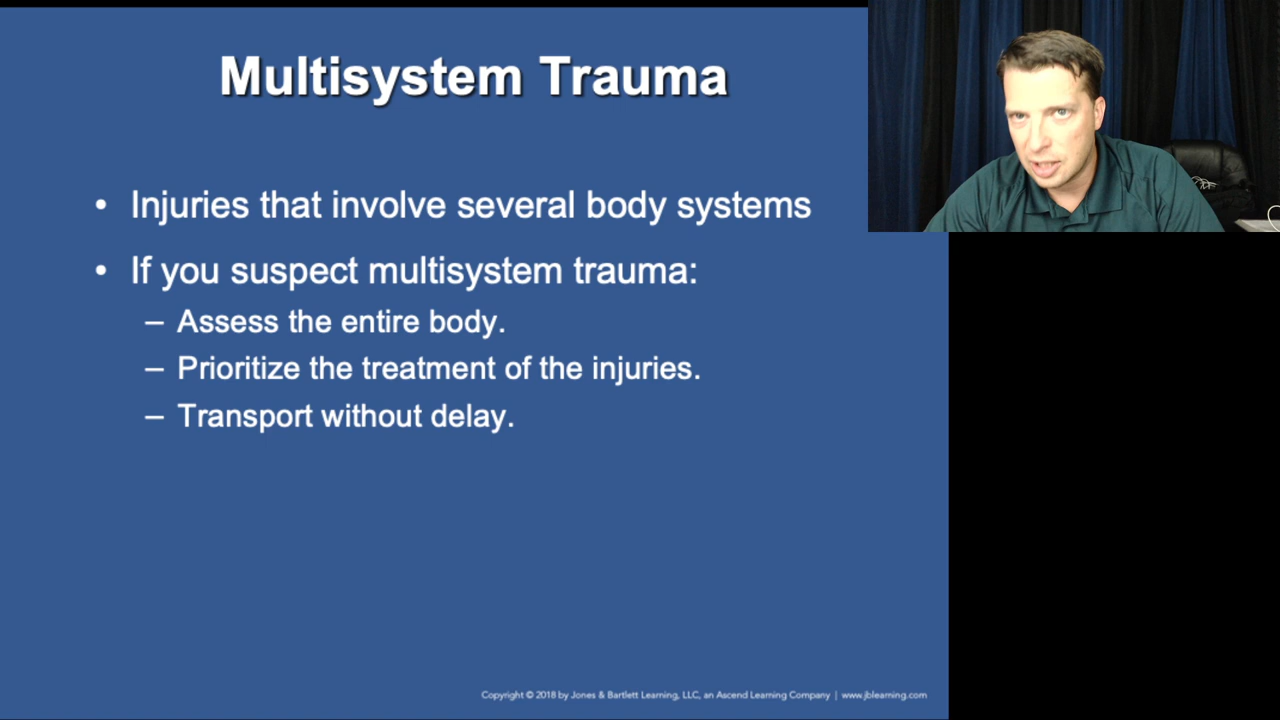 Multisystem Trauma
• Injuries that involve several body systems
• If you suspect multisystem trauma:
– Assess the entire body.
– Prioritize the treatment of the injuries.
– Transport without delay.
Copyright © 2018 by Jones & Bartlett Learning, LLC, an Ascend Learning Company | www.jblearning.com